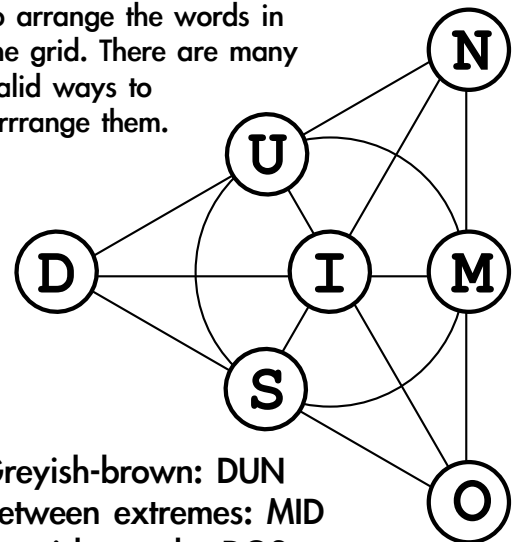 o arrange the words in
he grid. There are many
alid ways to
rrrange them.
N
U
D
I
M
S
O
Greyish-brown: DUN
etween extremes: MID